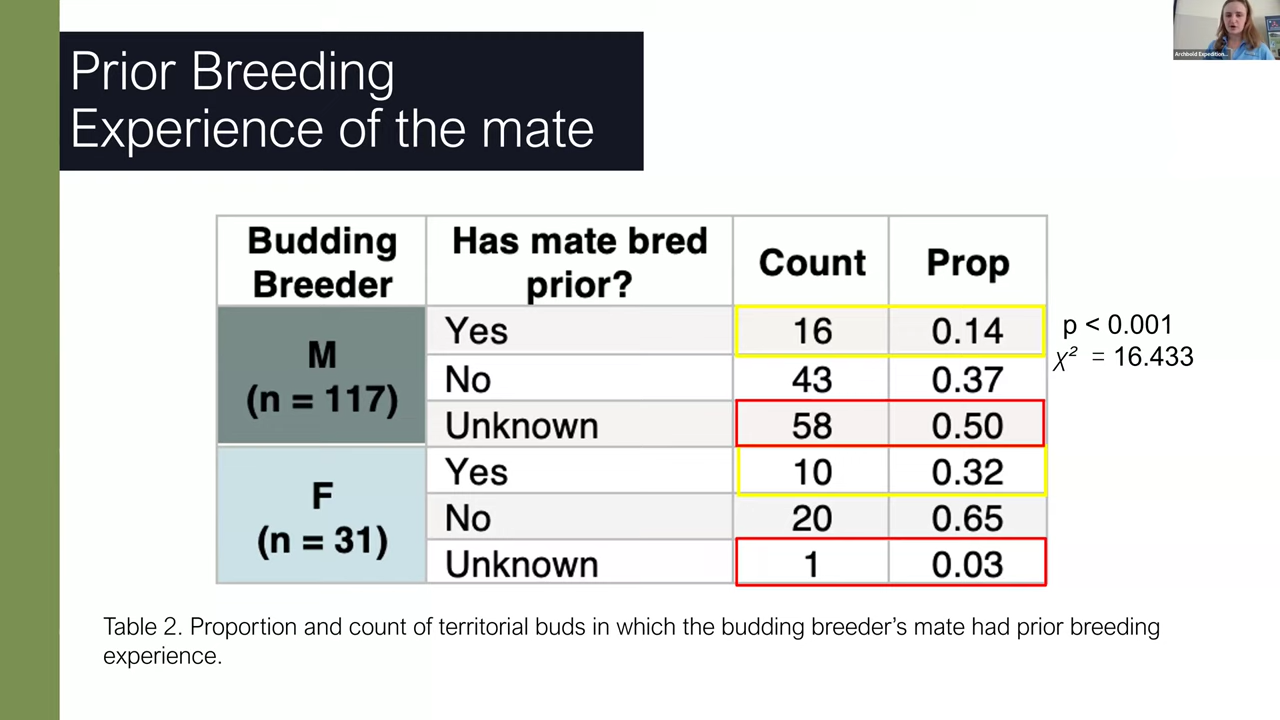 Prior Breeding
Experience of the mate
Archbold Expedition...
Budding Breeder Has mate bred prior? Count Prop
M (n = 117) Yes 16 0.14
No 43 0.37
Unknown 58 0.50
F (n = 31) Yes 10 0.32
No 20 0.65
Unknown 1 0.03
p < 0.001
χ² = 16.433
Table 2. Proportion and count of territorial buds in which the budding breeder's mate had prior breeding
experience.